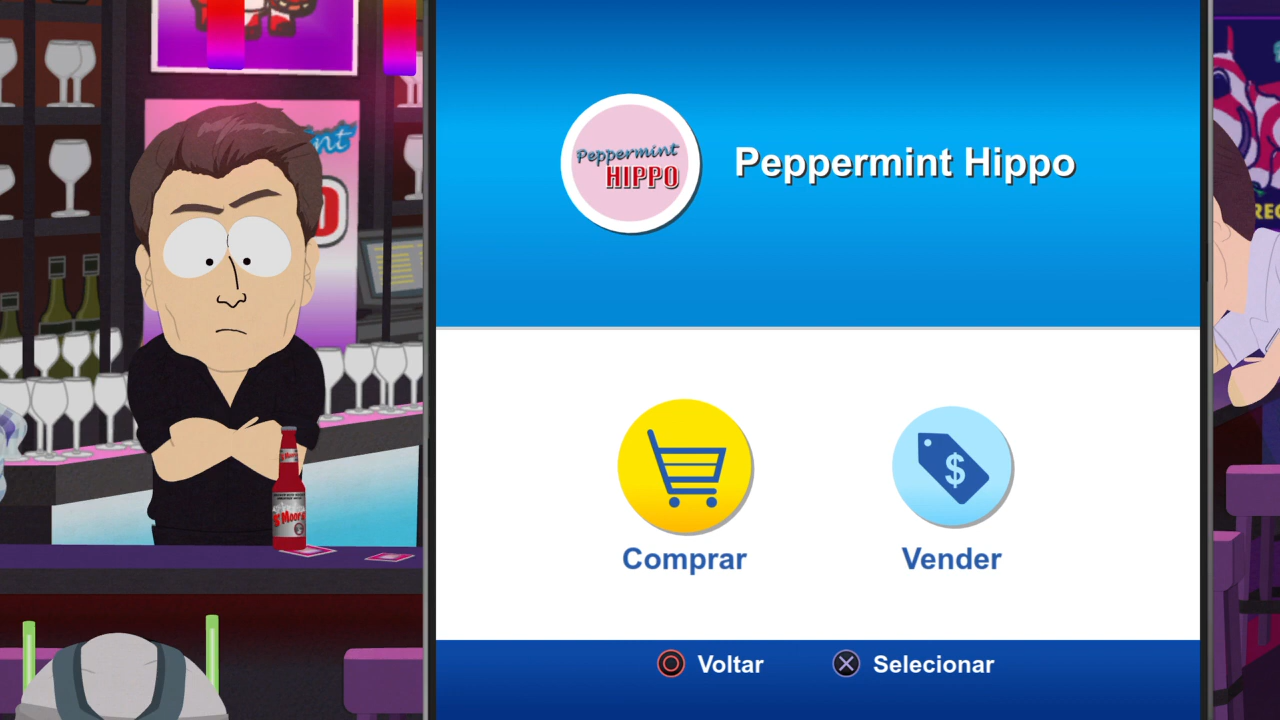 Peppermint
HIPPO
Peppermint Hippo
Comprar
Vender
Voltar
Selecionar